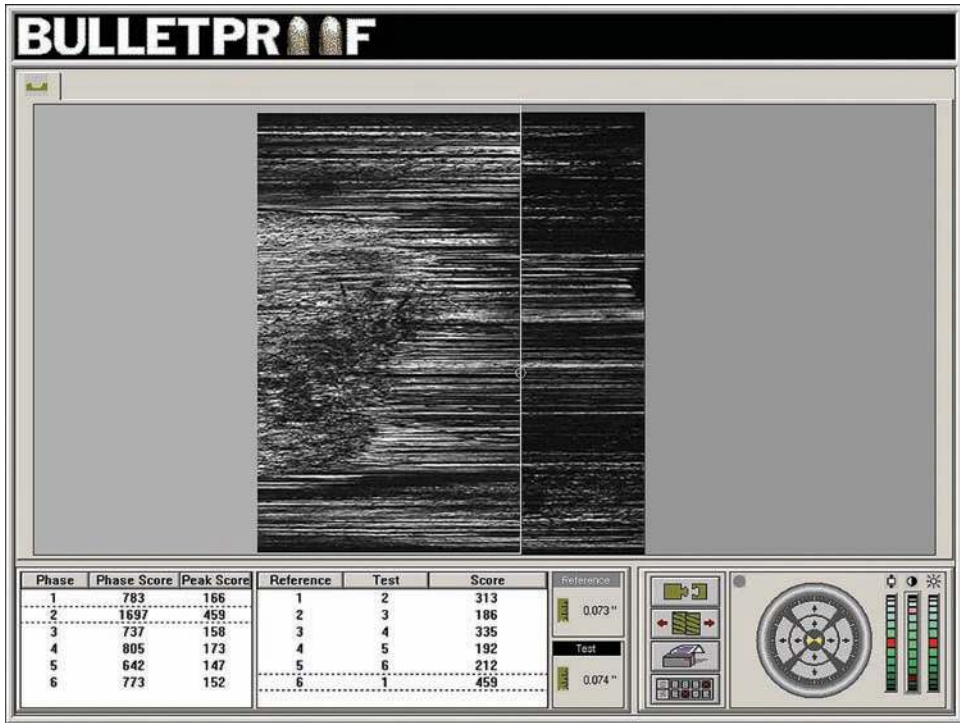 BULLETPROOF
Phase Phase Score Peak Score
1 783 166
2 1697 459
3 737 158
4 805 173
5 642 147
6 773 152
Reference Test Score
1 2 313
2 3 186
3 4 335
4 5 192
5 6 212
6 1 459
Reference
0.073 "
Test
0.074 "